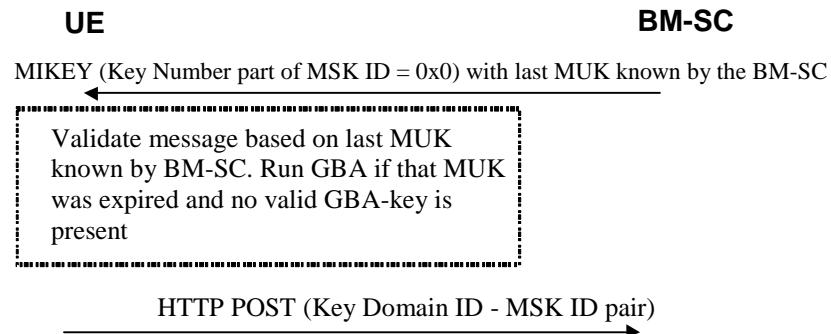 UE BM-SC
MIKEY (Key Number part of MSK ID = 0x0) with last MUK known by the BM-SC
Validate message based on last MUK
known by BM-SC. Run GBA if that MUK
was expired and no valid GBA-key is
present
HTTP POST (Key Domain ID - MSK ID pair)